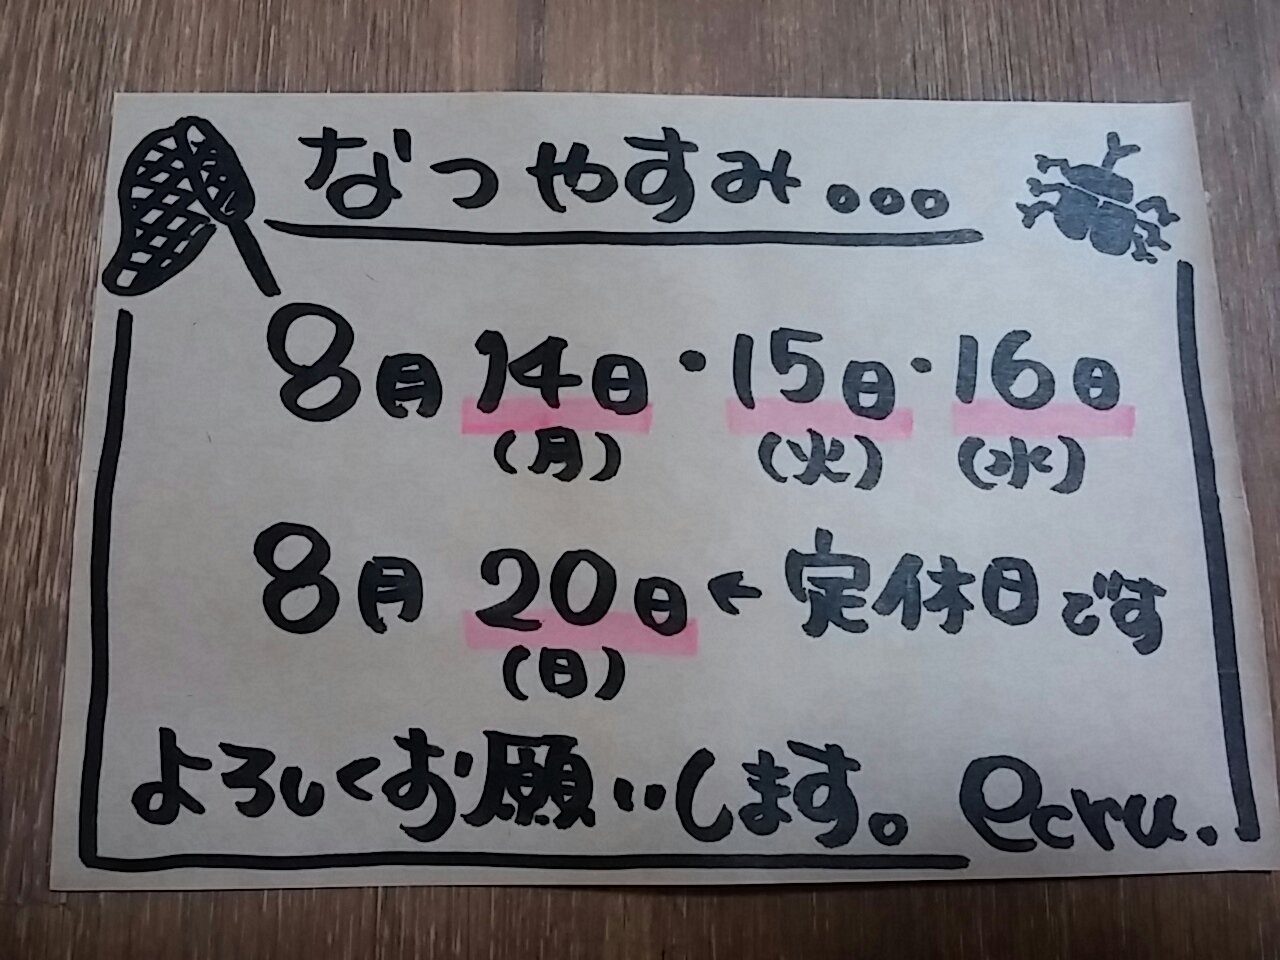 なつやすみ。。。
8月14日・15日・16日
(月) (火) (水)
8月20日←定休日です
(日)
よろしくお願いします。ecru.